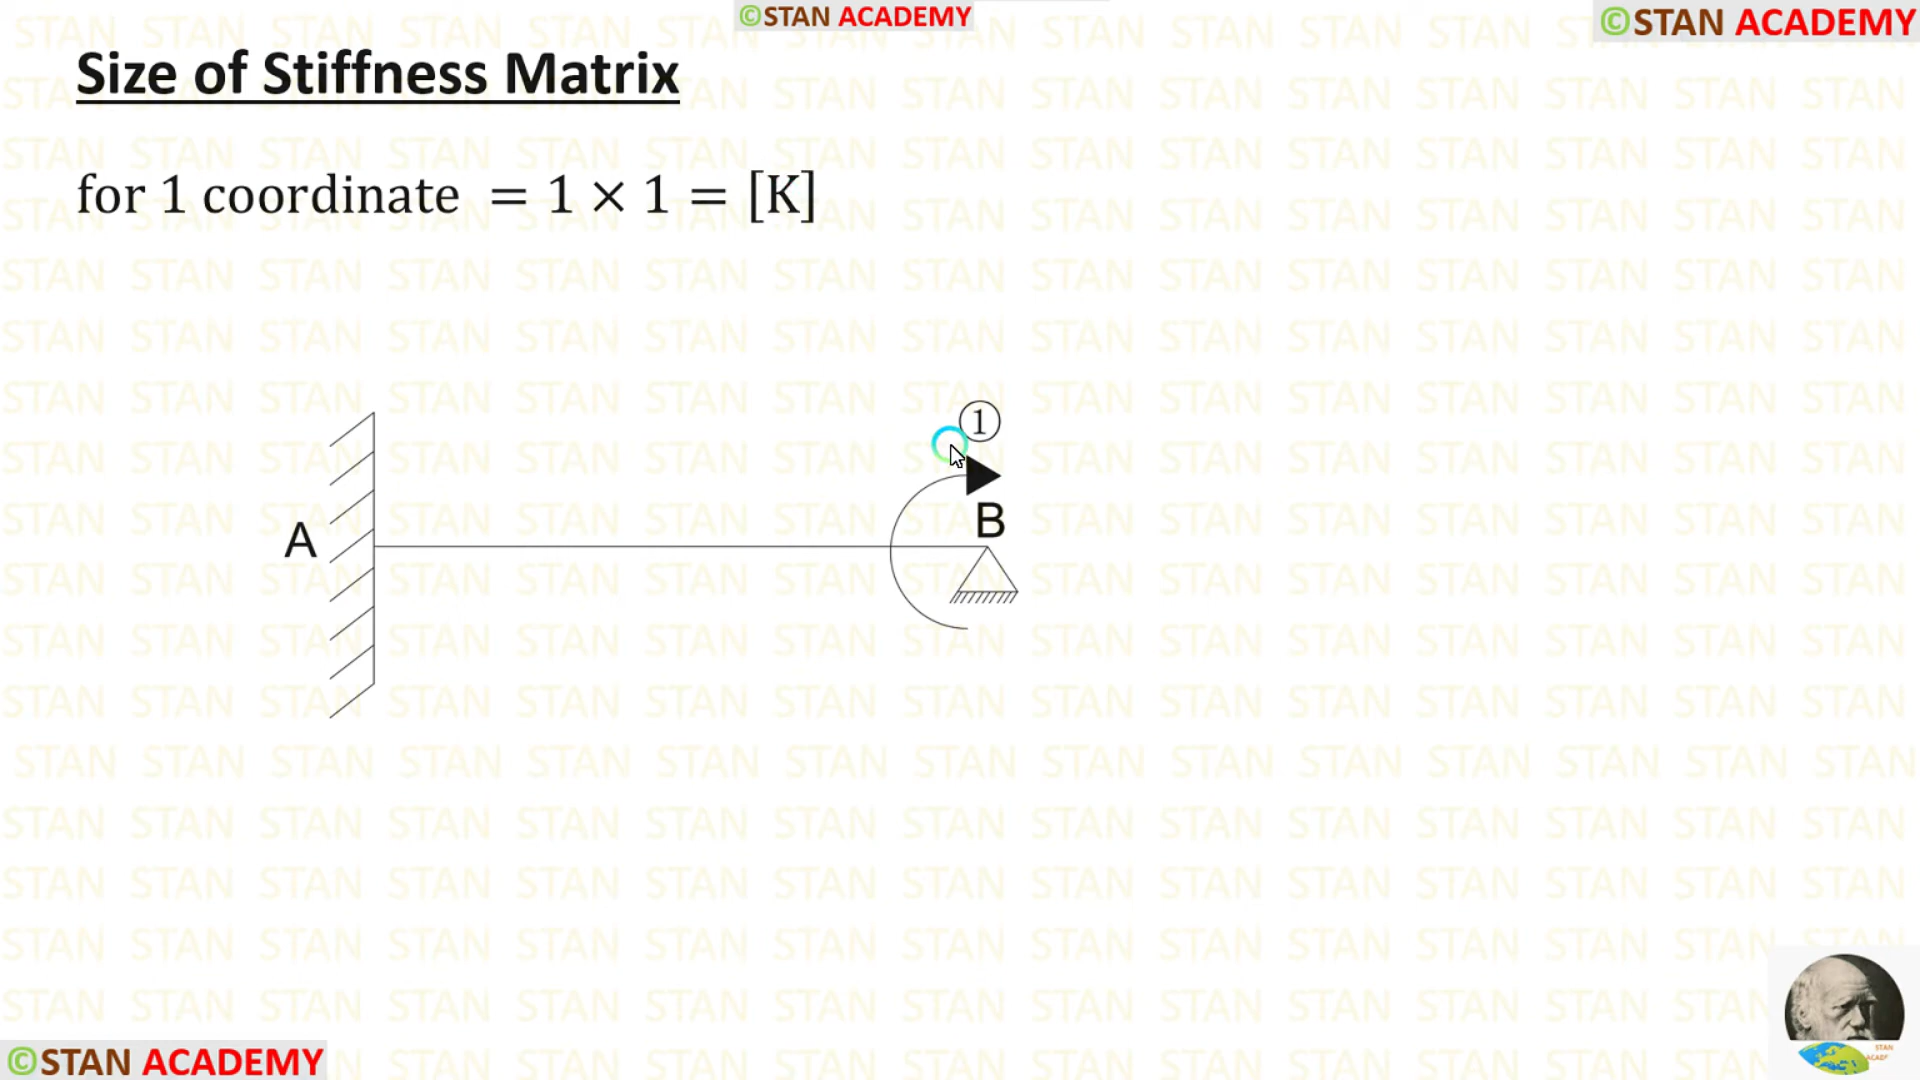 ©STAN ACADEMY
©STAN ACADEMY
Size of Stiffness Matrix
for 1 coordinate = 1 × 1 = [K]
1
A
B
©STAN ACADEMY